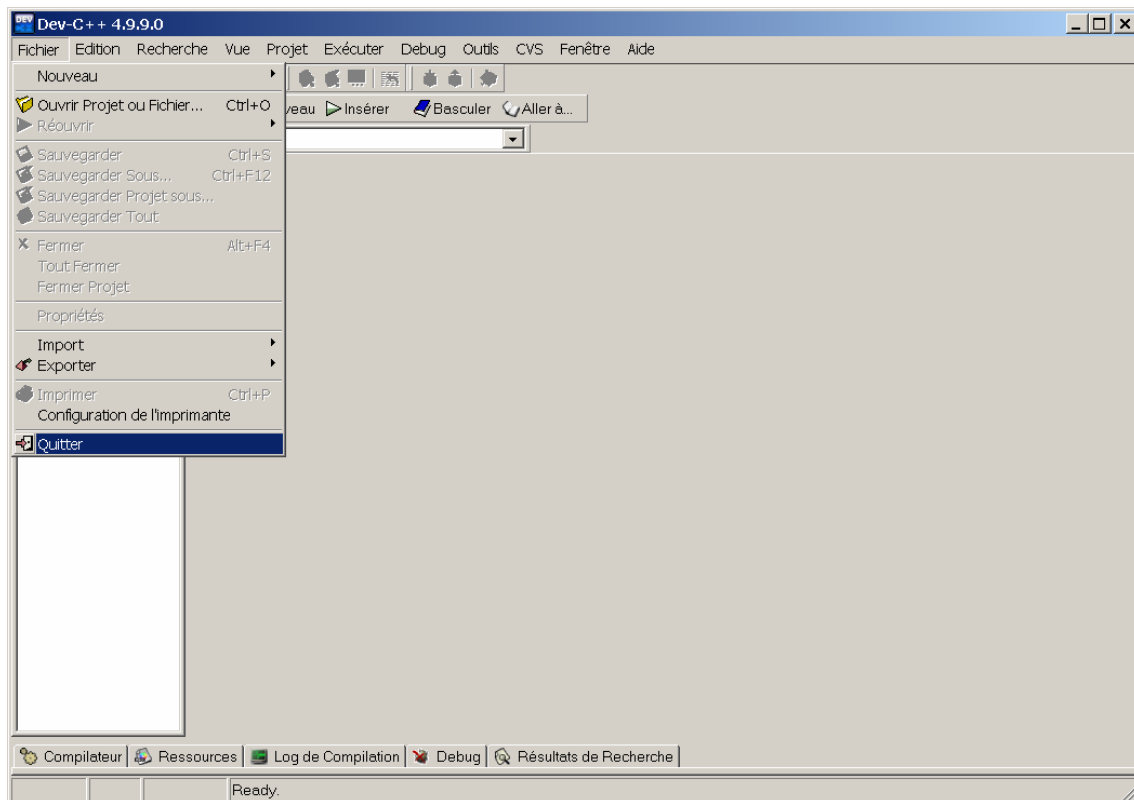 DEV Dev-C++ 4.9.9.0
Fichier Edition Recherche Vue Projet Exécuter Debug Outils CVS Fenêtre Aide
Nouveau
Ouvrir Projet ou Fichier... Ctrl+O
veau Insérer Basculer Aller à...
Réouvrir
Sauvegarder Ctrl+S
Sauvegarder Sous... Ctrl+F12
Sauvegarder Projet sous...
Sauvegarder Tout
Fermer Alt+F4
Tout Fermer
Fermer Projet
Propriétés
Import
Exporter
Imprimer Ctrl+P
Configuration de l'imprimante
Quitter
Compilateur Ressources Log de Compilation Debug Résultats de Recherche
Ready.